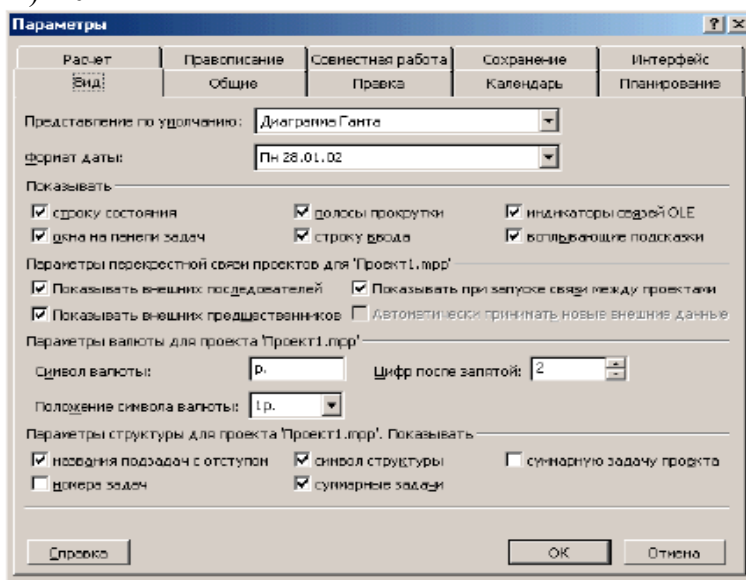 Параметры
Расчет Правописание Совместная работа Сохранение Интерфейс
Вид Общие Правка Календарь Планирование
Представление по умолчанию: Диаграмма Ганта
Формат даты: Пн 28.01.02
Показывать
строку состояния полосы прокрутки индикаторы связей OLE
окна на панели задач строку ввода всплывающие подсказки
Параметры перекрестной связи проектов для 'Проект1.mpp'
Показывать внешних последователей Показывать при запуске связи между проектами
Показывать внешних предшественников Автоматически принимать новые внешние данные
Параметры валюты для проекта 'Проект1.mpp'
Символ валюты: р. Цифр после запятой: 2
Положение символа валюты: 1р.
Параметры структуры для проекта 'Проект1.mpp'. Показывать
названия подзадач с отступом символ структуры суммарную задачу проекта
номера задач суммарные задачи
Справка ОК Отмена